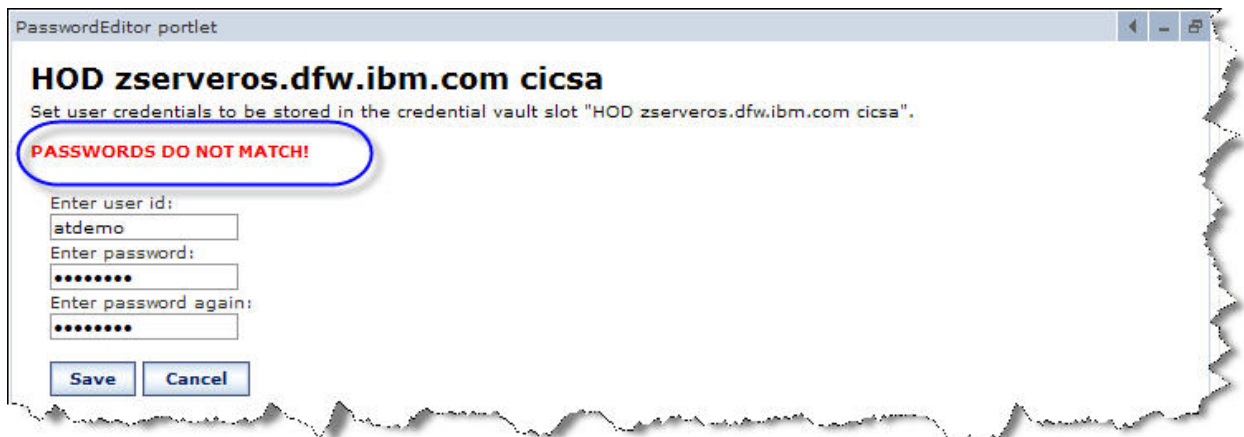 PasswordEditor portlet
HOD zserveros.dfw.ibm.com cicsa
Set user credentials to be stored in the credential vault slot "HOD zserveros.dfw.ibm.com cicsa".
PASSWORDS DO NOT MATCH!
Enter user id:
atdemo
Enter password:
••••••••
Enter password again:
••••••••
Save Cancel